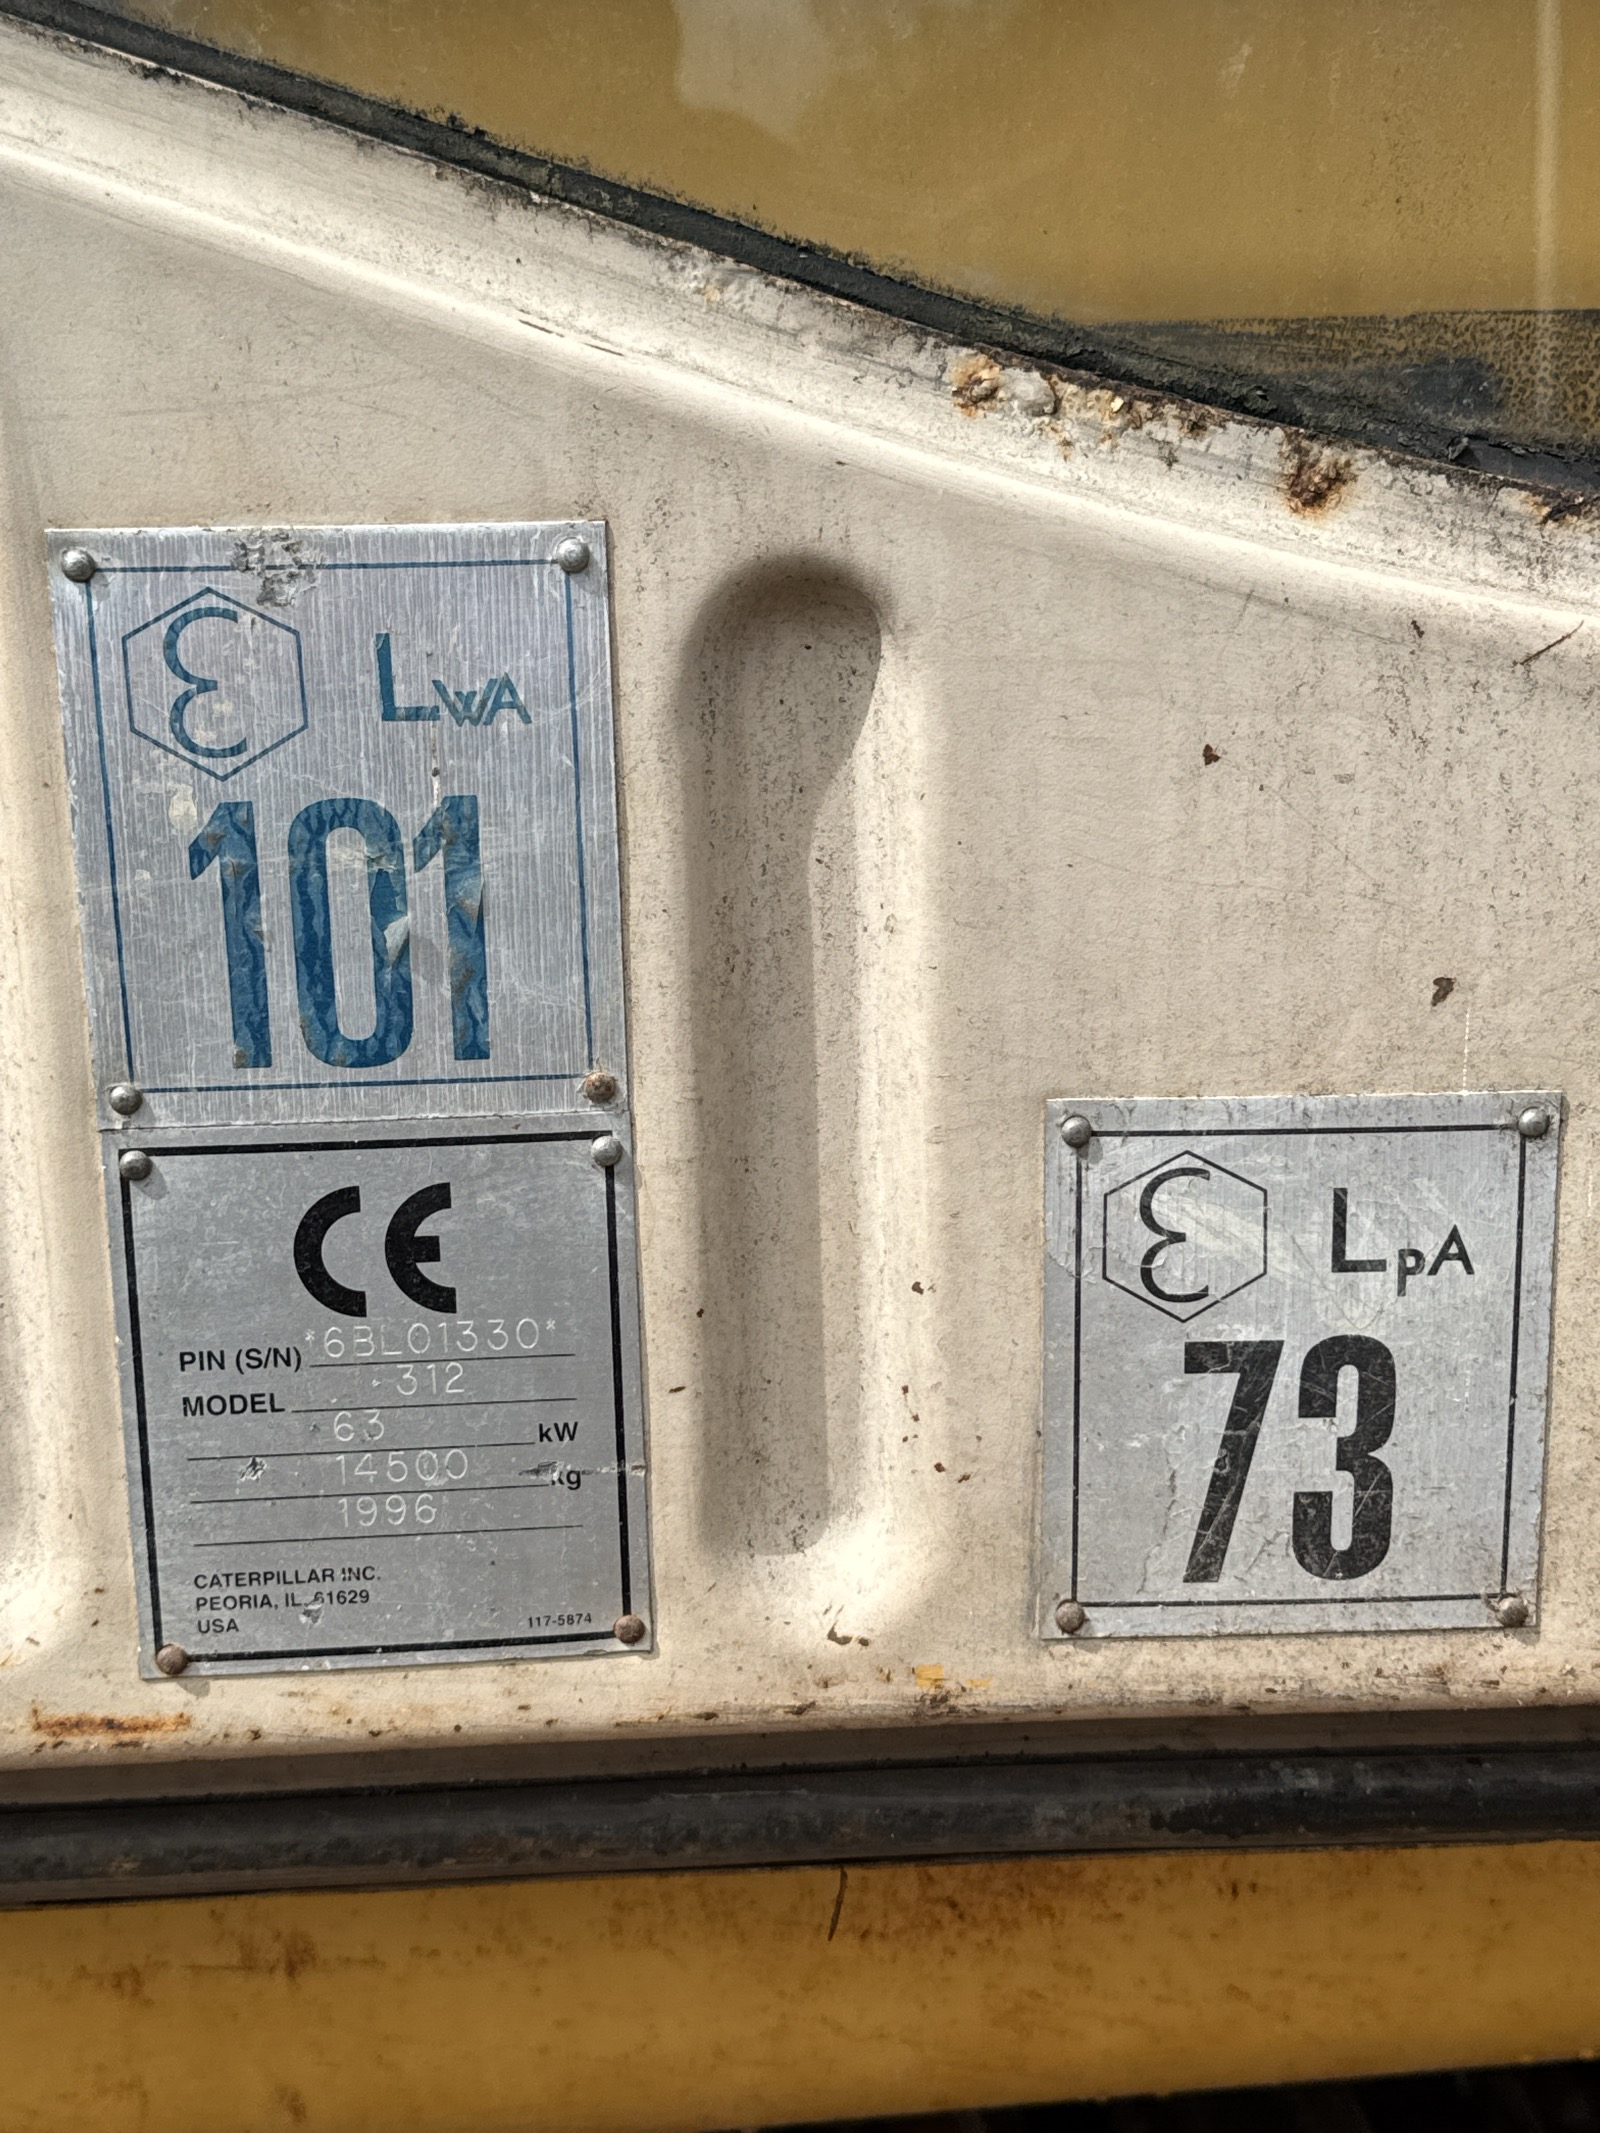 Ɛ LWA
101
CE
PIN (S/N) *6BL01330*
MODEL 312
63 kW
14500 kg
1996
CATERPILLAR INC.
PEORIA, IL. 61629
USA 117-5874
Ɛ LpA
73